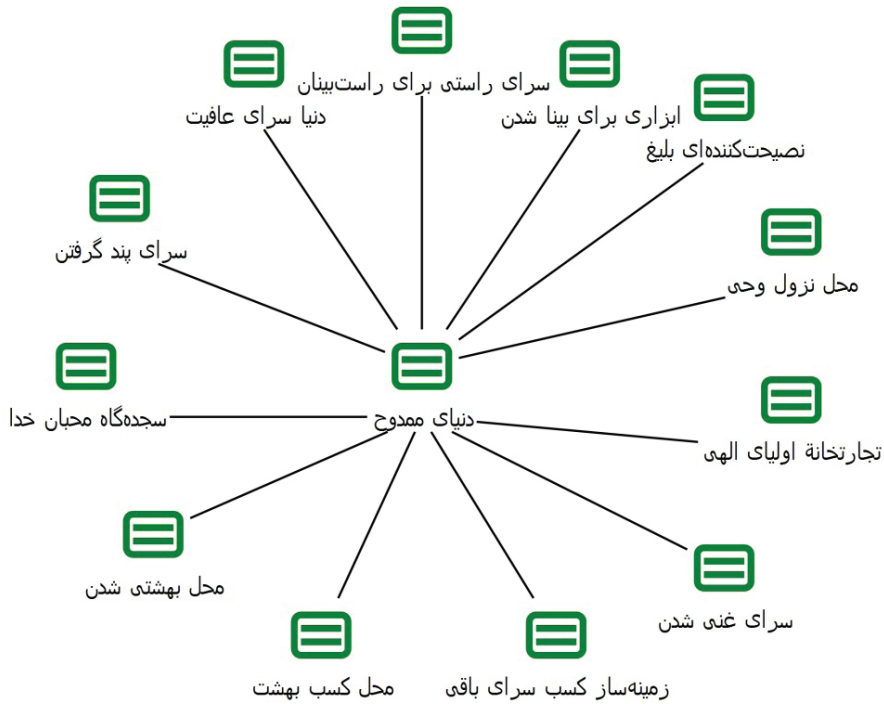 سرای راستی برای راست‌بینان
دنیا سرای عافیت
ابزاری برای بینا شدن
نصیحت‌کننده‌ای بلیغ
سرای پند گرفتن
محل نزول وحی
سجده‌گاه محبان خدا
دنیای ممدوح
تجارتخانهٔ اولیای الهی
محل بهشتی شدن
سرای غنی شدن
محل کسب بهشت
زمینه‌ساز کسب سرای باقی